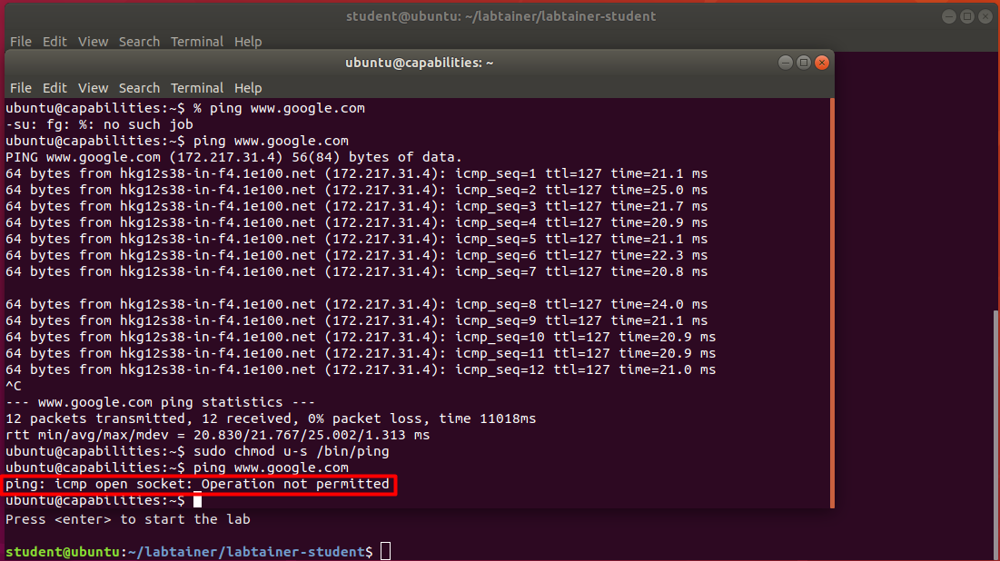 student@ubuntu: ~/labtainer/labtainer-student
File Edit View Search Terminal Help
ubuntu@capabilities: ~
File Edit View Search Terminal Help
ubuntu@capabilities:~$ % ping www.google.com
-su: fg: %: no such job
ubuntu@capabilities:~$ ping www.google.com
PING www.google.com (172.217.31.4) 56(84) bytes of data.
64 bytes from hkg12s38-in-f4.1e100.net (172.217.31.4): icmp_seq=1 ttl=127 time=21.1 ms
64 bytes from hkg12s38-in-f4.1e100.net (172.217.31.4): icmp_seq=2 ttl=127 time=25.0 ms
64 bytes from hkg12s38-in-f4.1e100.net (172.217.31.4): icmp_seq=3 ttl=127 time=21.7 ms
64 bytes from hkg12s38-in-f4.1e100.net (172.217.31.4): icmp_seq=4 ttl=127 time=20.9 ms
64 bytes from hkg12s38-in-f4.1e100.net (172.217.31.4): icmp_seq=5 ttl=127 time=21.1 ms
64 bytes from hkg12s38-in-f4.1e100.net (172.217.31.4): icmp_seq=6 ttl=127 time=22.3 ms
64 bytes from hkg12s38-in-f4.1e100.net (172.217.31.4): icmp_seq=7 ttl=127 time=20.8 ms
64 bytes from hkg12s38-in-f4.1e100.net (172.217.31.4): icmp_seq=8 ttl=127 time=24.0 ms
64 bytes from hkg12s38-in-f4.1e100.net (172.217.31.4): icmp_seq=9 ttl=127 time=21.1 ms
64 bytes from hkg12s38-in-f4.1e100.net (172.217.31.4): icmp_seq=10 ttl=127 time=20.9 ms
64 bytes from hkg12s38-in-f4.1e100.net (172.217.31.4): icmp_seq=11 ttl=127 time=20.9 ms
64 bytes from hkg12s38-in-f4.1e100.net (172.217.31.4): icmp_seq=12 ttl=127 time=21.0 ms
^C
--- www.google.com ping statistics ---
12 packets transmitted, 12 received, 0% packet loss, time 11018ms
rtt min/avg/max/mdev = 20.830/21.767/25.002/1.313 ms
ubuntu@capabilities:~$ sudo chmod u-s /bin/ping
ubuntu@capabilities:~$ ping www.google.com
ping: icmp open socket: Operation not permitted
ubuntu@capabilities:~$
Press <enter> to start the lab
student@ubuntu:~/labtainer/labtainer-student$